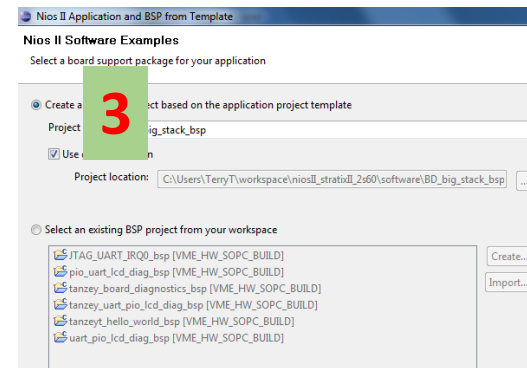 Nios II Application and BSP from Template
Nios II Software Examples
Select a board support package for your application
Create a 3 ect based on the application project template
Project ig_stack_bsp
Use n
Project location: C:\Users\TerryT\workspace\niosII_stratixII_2s60\software\BD_big_stack_bsp ...
Select an existing BSP project from your workspace
JTAG_UART_IRQ0_bsp [VME_HW_SOPC_BUILD] Create...
pio_uart_lcd_diag_bsp [VME_HW_SOPC_BUILD]
tanzey_board_diagnostics_bsp [VME_HW_SOPC_BUILD] Import...
tanzey_uart_pio_lcd_diag_bsp [VME_HW_SOPC_BUILD]
tanzeyt_hello_world_bsp [VME_HW_SOPC_BUILD]
uart_pio_lcd_diag_bsp [VME_HW_SOPC_BUILD]